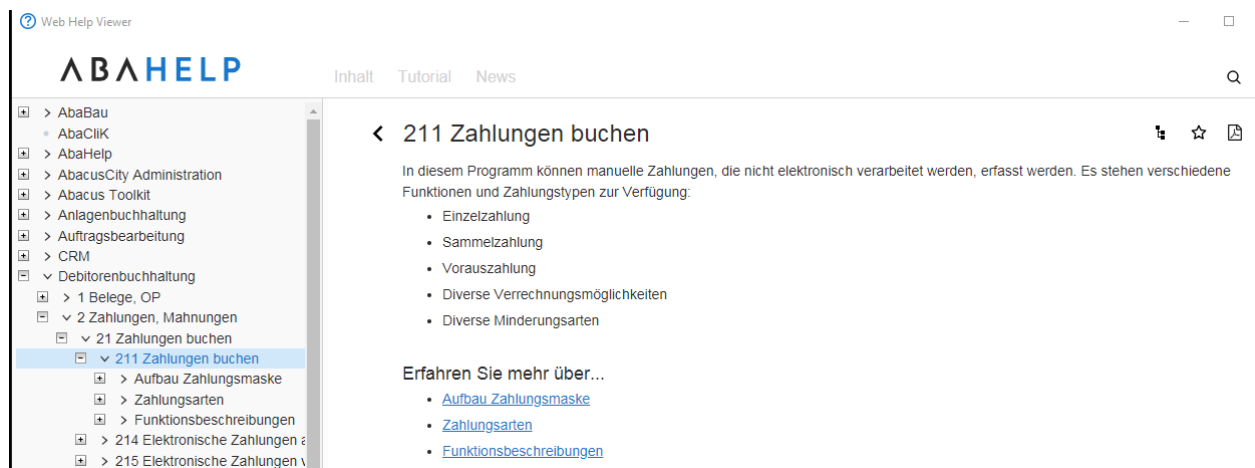 Web Help Viewer
ABAHELP
Inhalt Tutorial News
> AbaBau
AbaCliK
> AbaHelp
> AbacusCity Administration
> Abacus Toolkit
> Anlagenbuchhaltung
> Auftragsbearbeitung
> CRM
Debitorenbuchhaltung
> 1 Belege, OP
2 Zahlungen, Mahnungen
21 Zahlungen buchen
211 Zahlungen buchen
> Aufbau Zahlungsmaske
> Zahlungsarten
> Funktionsbeschreibungen
> 214 Elektronische Zahlungen
> 215 Elektronische Zahlungen
211 Zahlungen buchen
In diesem Programm können manuelle Zahlungen, die nicht elektronisch verarbeitet werden, erfasst werden. Es stehen verschiedene
Funktionen und Zahlungstypen zur Verfügung:
• Einzelzahlung
• Sammelzahlung
• Vorauszahlung
• Diverse Verrechnungsmöglichkeiten
• Diverse Minderungsarten
Erfahren Sie mehr über...
• Aufbau Zahlungsmaske
• Zahlungsarten
• Funktionsbeschreibungen